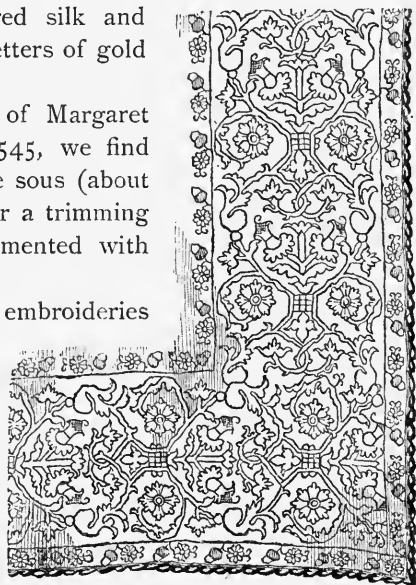 red silk and
etters of gold
of Margaret
545, we find
e sous (about
r a trimming
mented with
embroideries